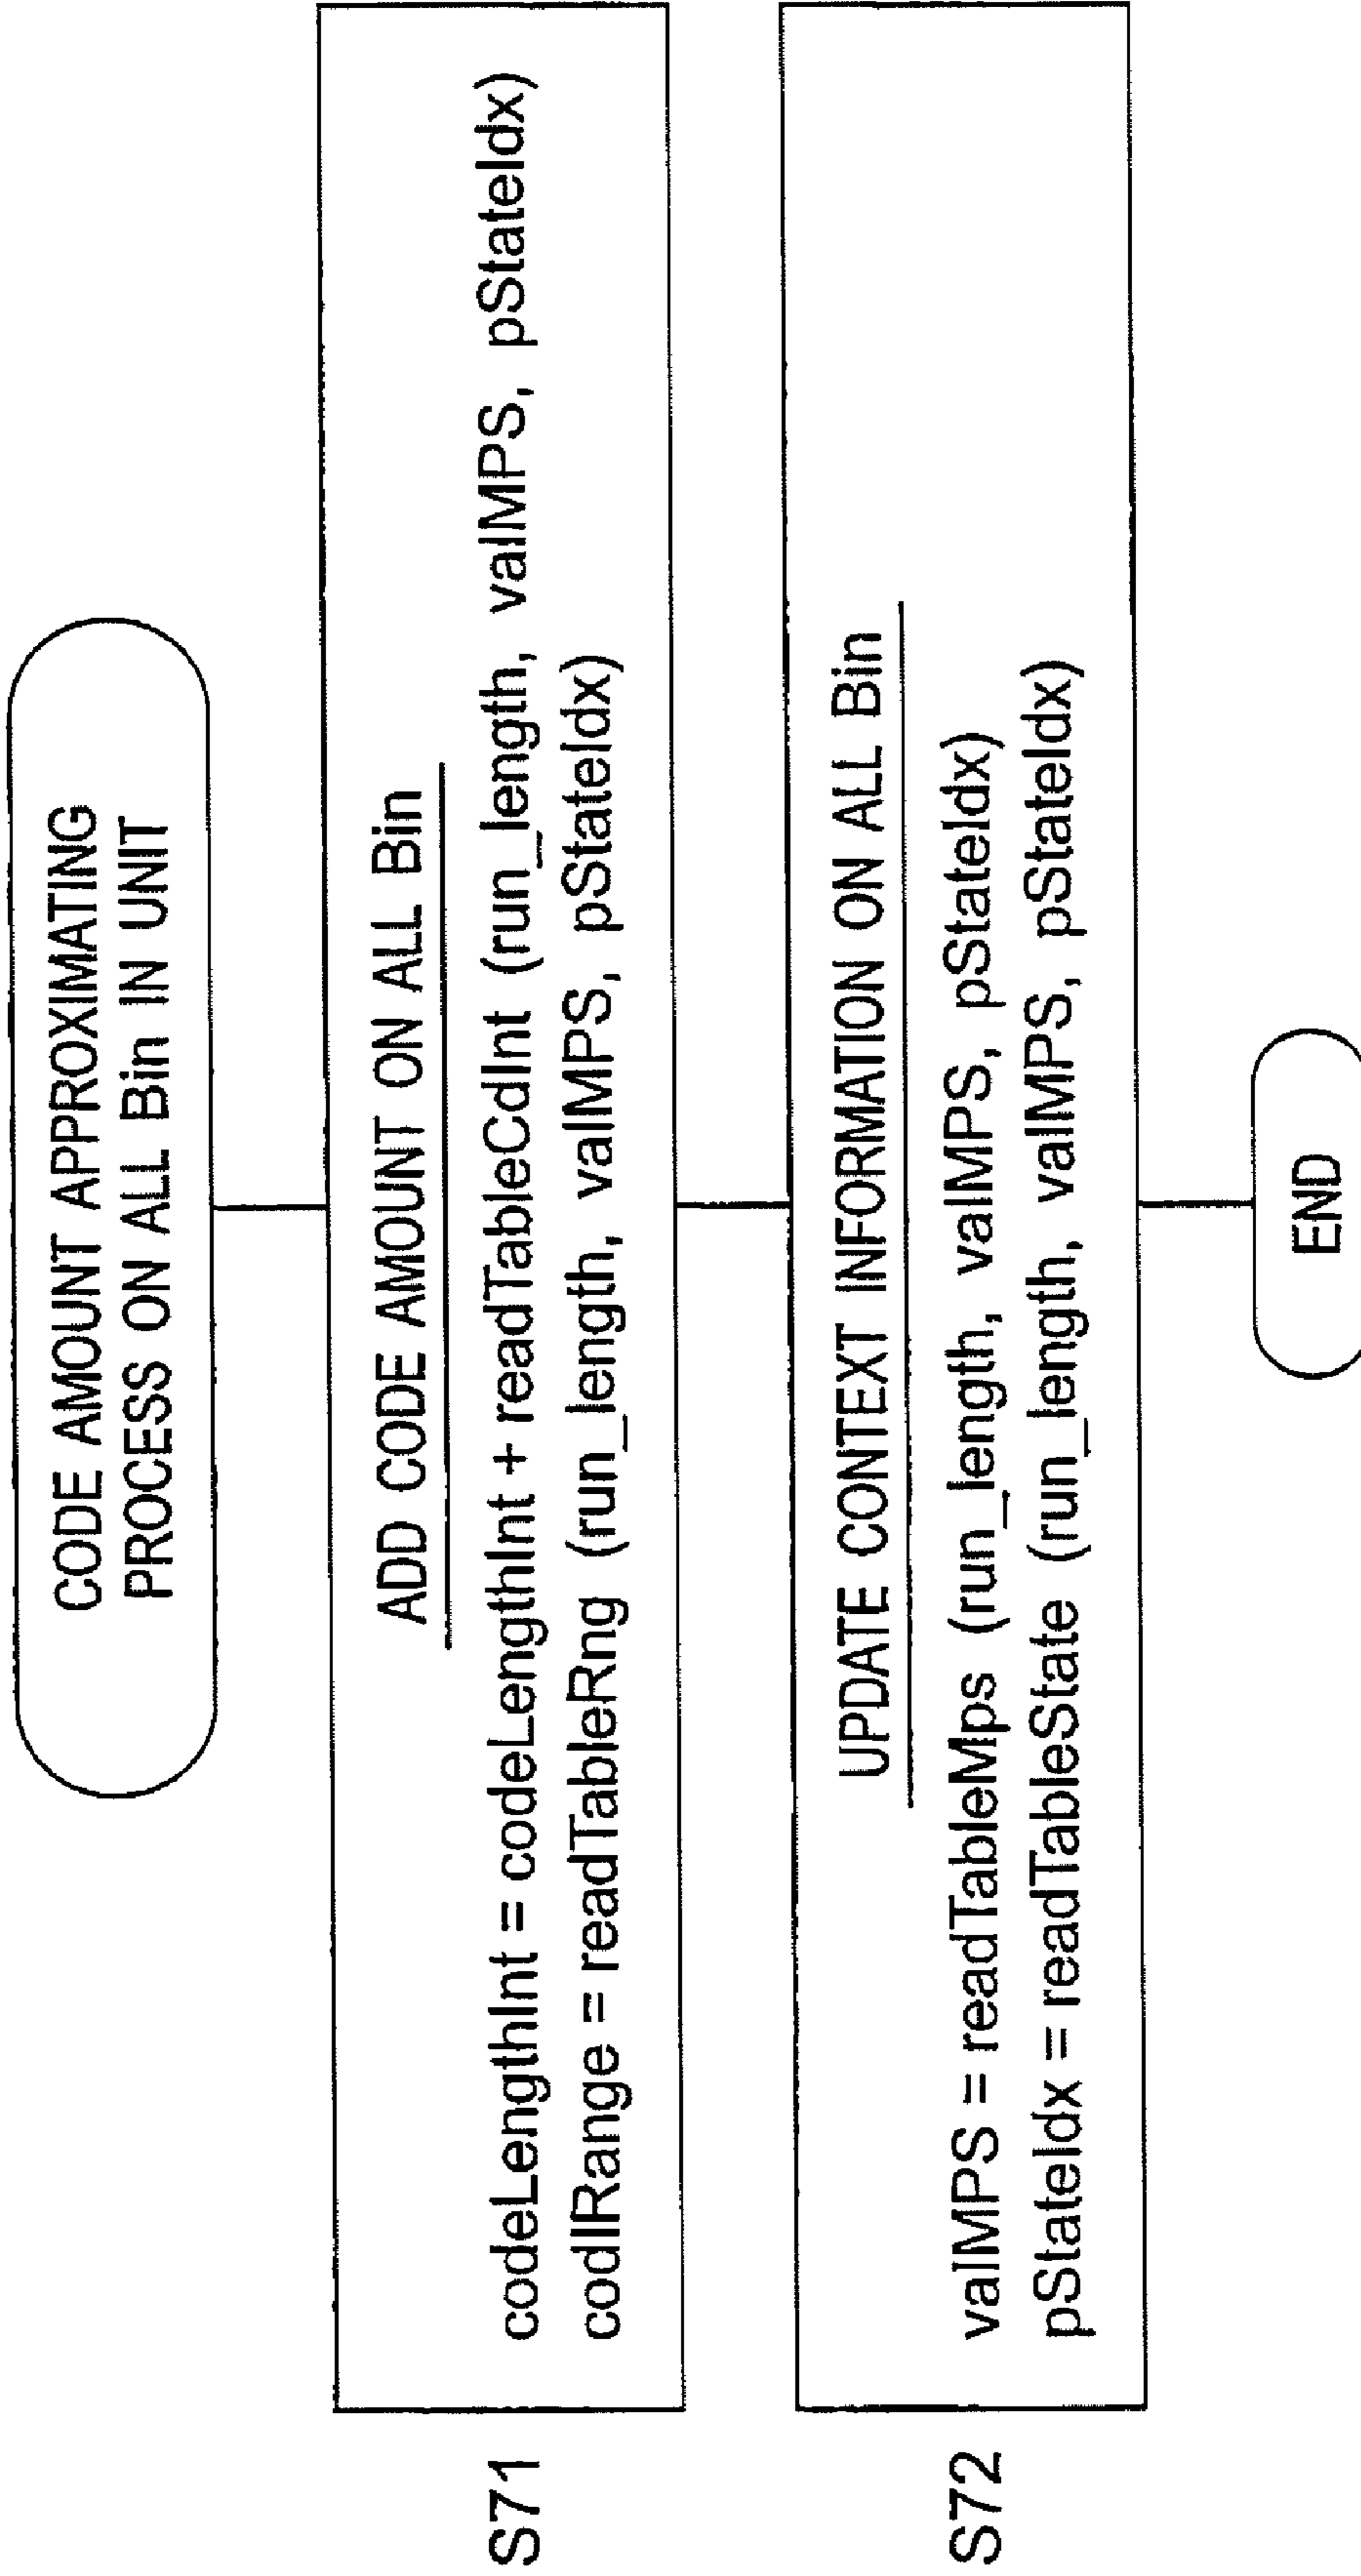 CODE AMOUNT APPROXIMATING
PROCESS ON ALL Bin IN UNIT
S71
ADD CODE AMOUNT ON ALL Bin
codeLengthInt = codeLengthInt + readTableCdInt (run_length, valMPS, pStateIdx)
codIRange = readTableRng (run_length, valMPS, pStateIdx)
S72
UPDATE CONTEXT INFORMATION ON ALL Bin
valMPS = readTableMps (run_length, valMPS, pStateIdx)
pStateIdx = readTableState (run_length, valMPS, pStateIdx)
END